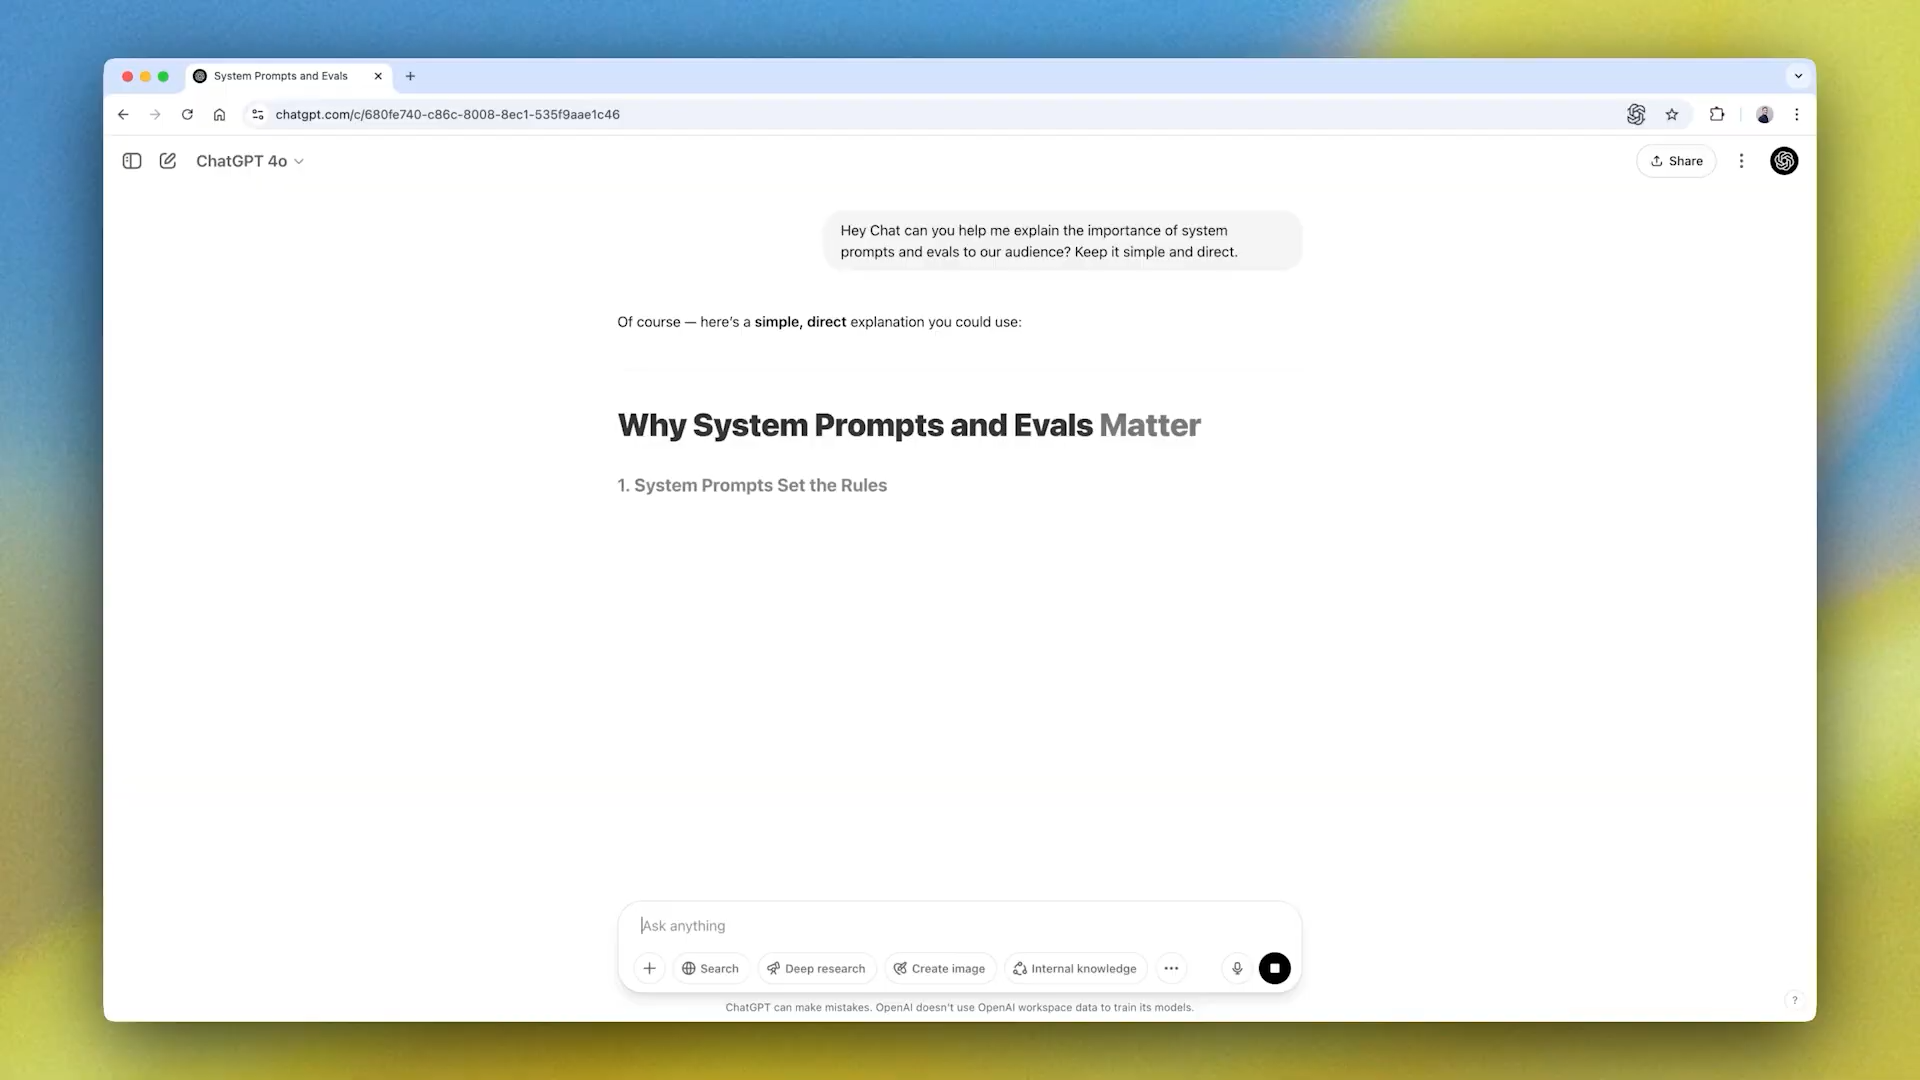 System Prompts and Evals
chatgpt.com/c/680fe740-c86c-8008-8ec1-535f9aae1c46
ChatGPT 4o
Share
Hey Chat can you help me explain the importance of system
prompts and evals to our audience? Keep it simple and direct.
Of course — here’s a simple, direct explanation you could use:
Why System Prompts and Evals Matter
1. System Prompts Set the Rules
Ask anything
Search
Deep research
Create image
Internal knowledge
ChatGPT can make mistakes. OpenAI doesn't use OpenAI workspace data to train its models.
?